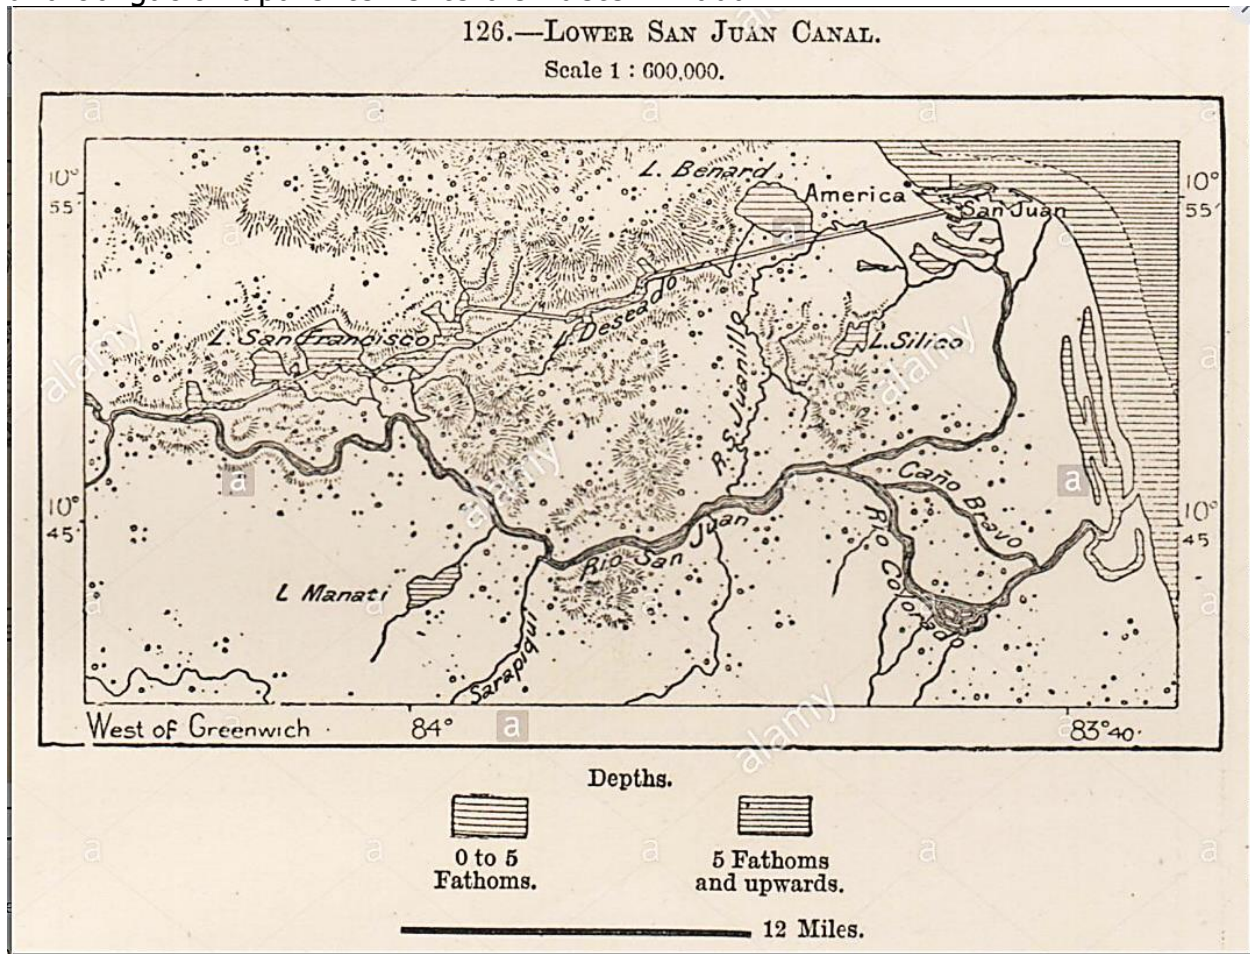 126.—LOWER SAN JUAN CANAL.
Scale 1 : 600,000.
10°
55′
L. Benard
America
San Juan
10°
55′
L. San Francisco
Deseado
L. Silico
R. S. Juanillo
10°
45′
Caño Bravo
Rio Colorado
Rio San Juan
10°
45
L Manati
Sarapiqui
West of Greenwich
84°
83°40′
Depths.
0 to 5
Fathoms.
5 Fathoms
and upwards.
12 Miles.
a
alamy